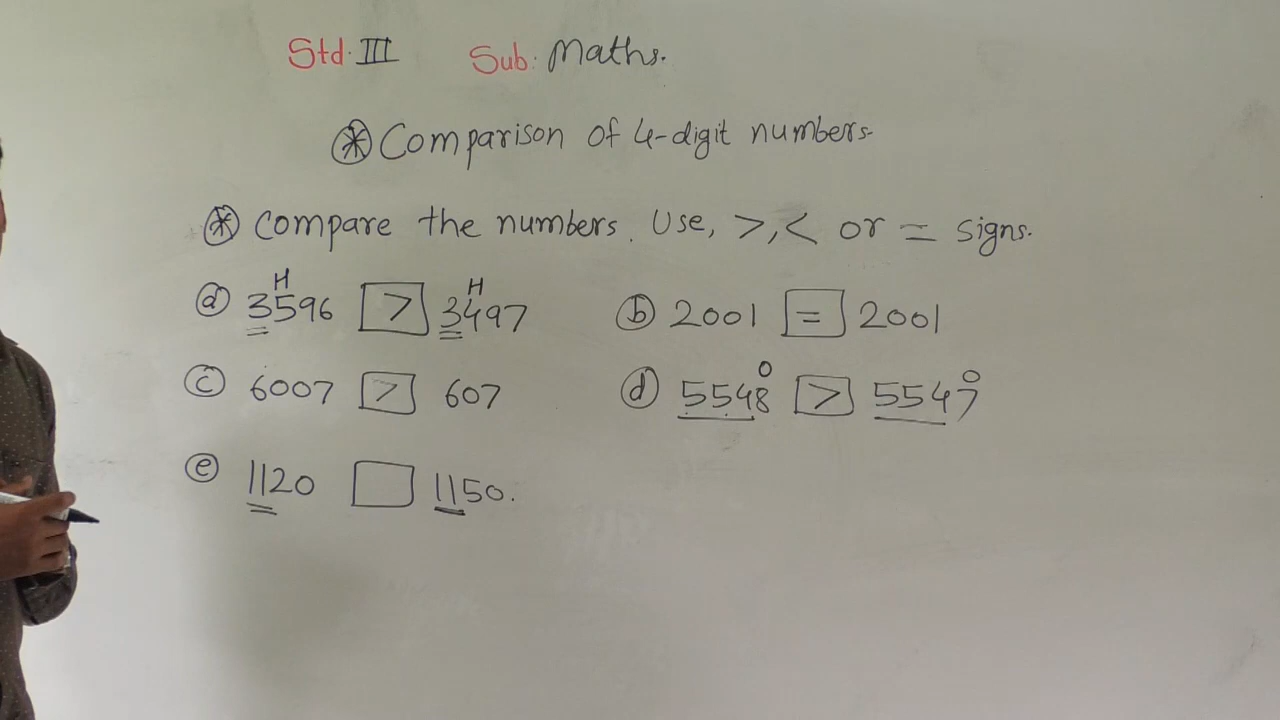 Std. III Sub: Maths.
* Comparison of 4-digit numbers.
* Compare the numbers. Use, >, < or = signs.
H H
a 3596 > 3497 b 2001 = 2001
O O
c 6007 > 607 d 5548 > 5547
e 1120 1150.